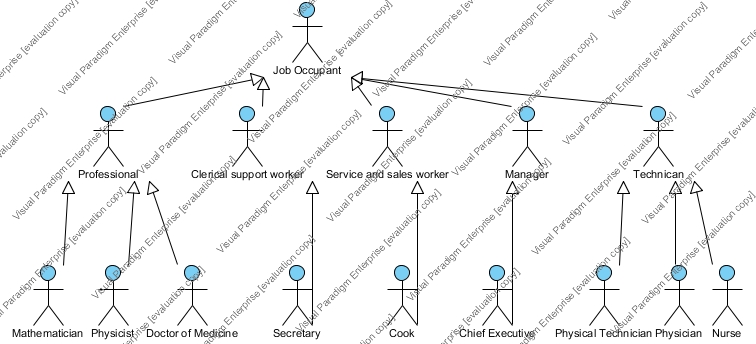 Job Occupant
Professional
Clerical support worker
Service and sales worker
Manager
Technician
Mathematician
Physicist
Doctor of Medicine
Secretary
Cook
Chief Executive
Physical Technician
Physician
Nurse
Visual Paradigm Enterprise [evaluation copy]